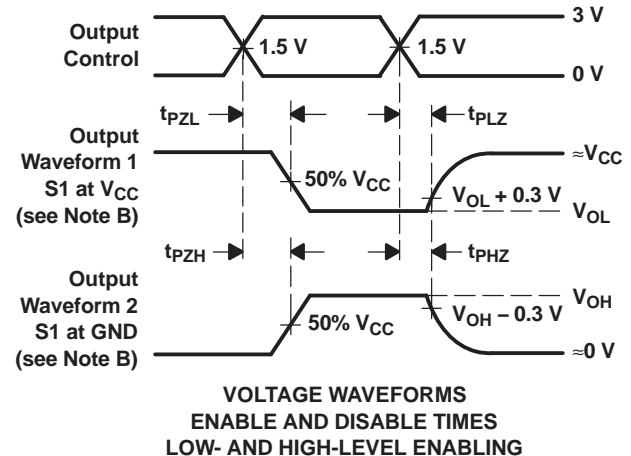 Output
Control
1.5 V
1.5 V
3 V
0 V
tPZL
tPLZ
Output
Waveform 1
S1 at VCC
(see Note B)
50% VCC
VOL + 0.3 V
≈VCC
VOL
tPZH
tPHZ
Output
Waveform 2
S1 at GND
(see Note B)
50% VCC
VOH – 0.3 V
VOH
≈0 V
VOLTAGE WAVEFORMS
ENABLE AND DISABLE TIMES
LOW- AND HIGH-LEVEL ENABLING